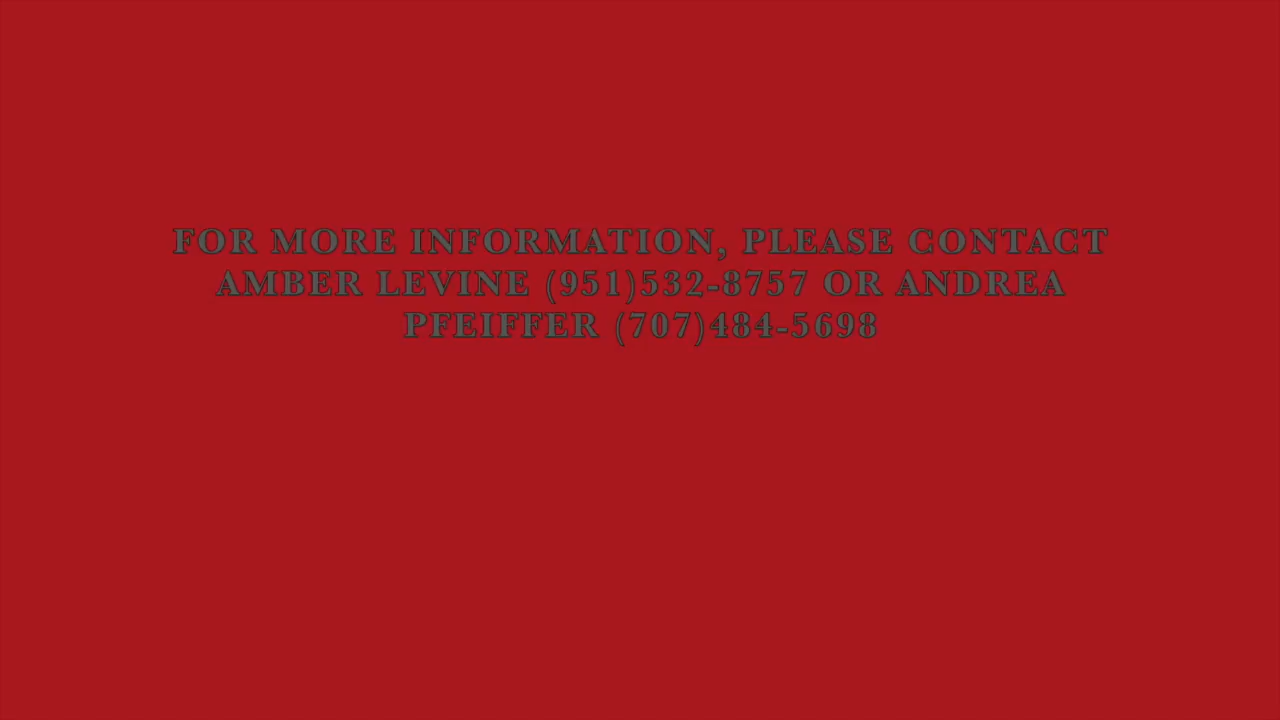 FOR MORE INFORMATION, PLEASE CONTACT
AMBER LEVINE (951)532-8757 OR ANDREA
PFEIFFER (707)484-5698